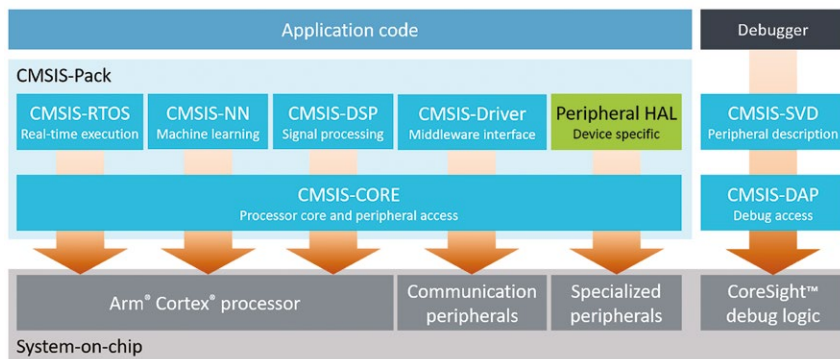 Application code
Debugger
CMSIS-Pack
CMSIS-RTOS
Real-time execution
CMSIS-NN
Machine learning
CMSIS-DSP
Signal processing
CMSIS-Driver
Middleware interface
Peripheral HAL
Device specific
CMSIS-SVD
Peripheral description
CMSIS-CORE
Processor core and peripheral access
CMSIS-DAP
Debug access
Arm® Cortex® processor
Communication
peripherals
Specialized
peripherals
CoreSight™
debug logic
System-on-chip